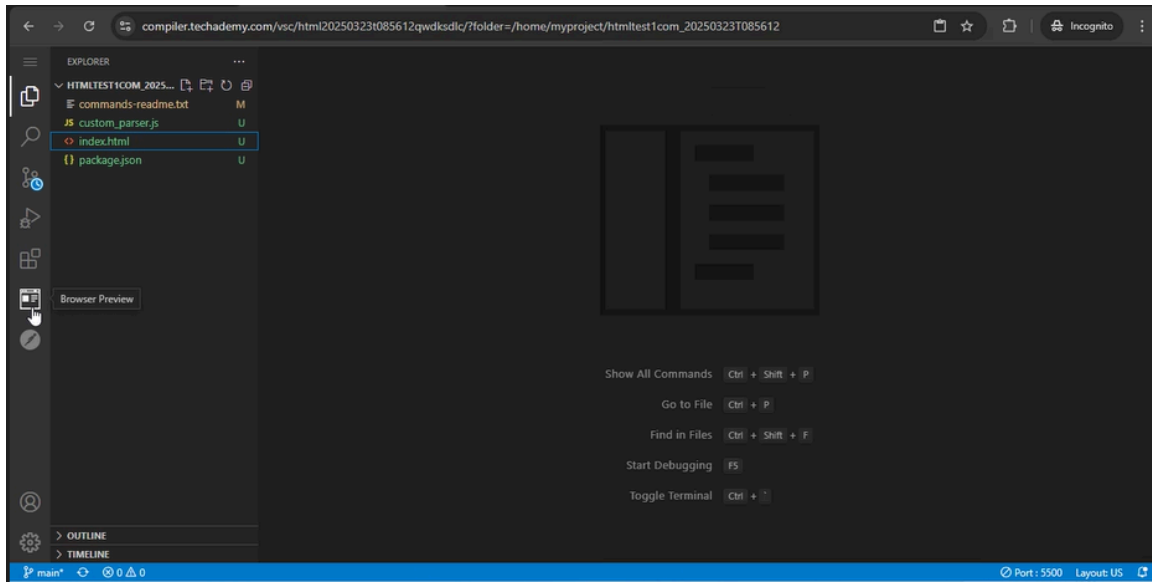 compiler.techademy.com/vsc/html20250323t085612qwdksdlc/?folder=/home/myproject/htmltest1com_20250323T085612
Incognito
EXPLORER
HTMLTEST1COM_2025...
commands-readme.txt M
JS custom_parser.js U
<> index.html U
{} package.json U
Browser Preview
Show All Commands Ctrl + Shift + P
Go to File Ctrl + P
Find in Files Ctrl + Shift + F
Start Debugging F5
Toggle Terminal Ctrl + `
OUTLINE
TIMELINE
main* 0 0 Port : 5500 Layout: US